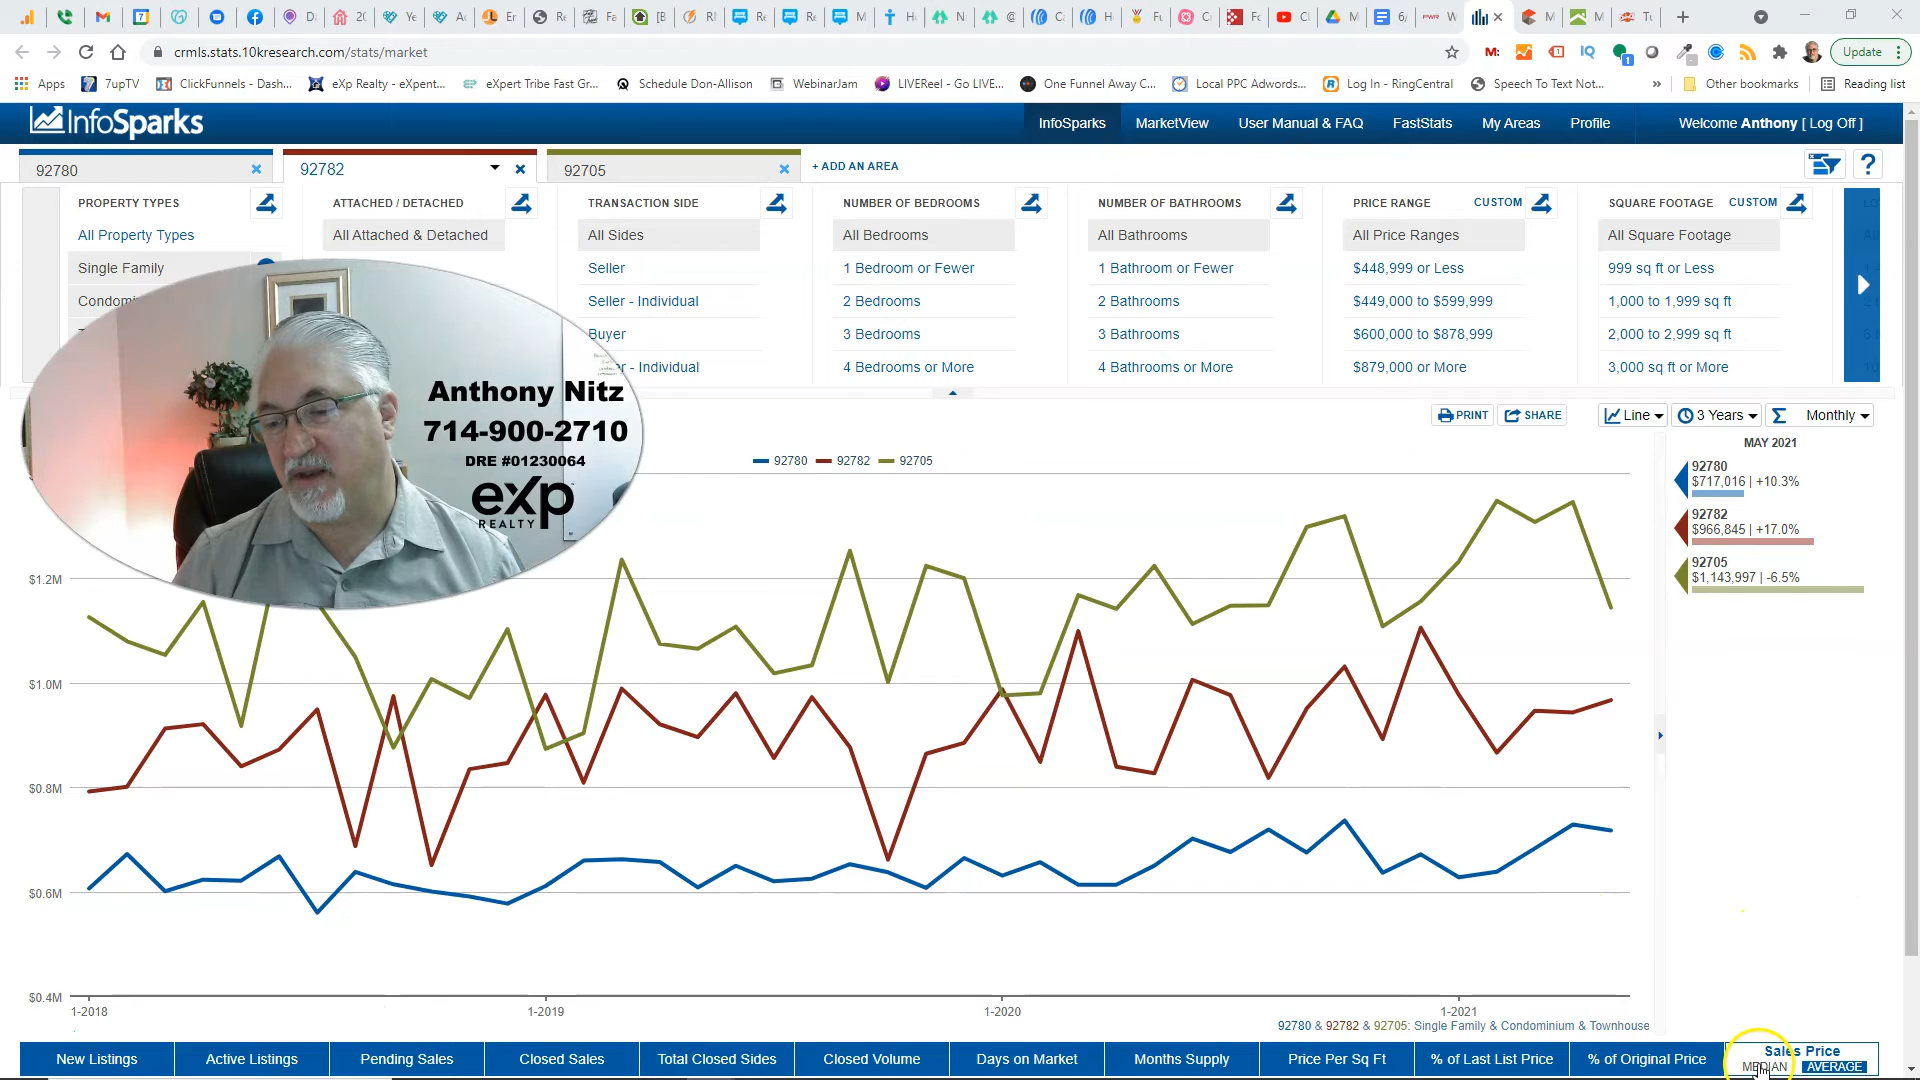 crmls.stats.10kresearch.com/stats/market
Update
Apps
7upTV
ClickFunnels - Dash...
eXp Realty - eXpent...
eXpert Tribe Fast Gr...
Schedule Don-Allison
WebinarJam
LIVEReel - Go LIVE...
One Funnel Away C...
Local PPC Adwords...
Log In - RingCentral
Speech To Text Not...
»
Other bookmarks
Reading list
InfoSparks
InfoSparks
MarketView
User Manual & FAQ
FastStats
My Areas
Profile
Welcome Anthony [ Log Off ]
92780
92782
92705
+ ADD AN AREA
?
PROPERTY TYPES
All Property Types
Single Family
Condomi
ATTACHED / DETACHED
All Attached & Detached
TRANSACTION SIDE
All Sides
Seller
Seller - Individual
Buyer
er - Individual
NUMBER OF BEDROOMS
All Bedrooms
1 Bedroom or Fewer
2 Bedrooms
3 Bedrooms
4 Bedrooms or More
NUMBER OF BATHROOMS
All Bathrooms
1 Bathroom or Fewer
2 Bathrooms
3 Bathrooms
4 Bathrooms or More
PRICE RANGE
CUSTOM
All Price Ranges
$448,999 or Less
$449,000 to $599,999
$600,000 to $878,999
$879,000 or More
SQUARE FOOTAGE
CUSTOM
All Square Footage
999 sq ft or Less
1,000 to 1,999 sq ft
2,000 to 2,999 sq ft
3,000 sq ft or More
Anthony Nitz
714-900-2710
DRE #01230064
eXp
REALTY
PRINT
SHARE
Line
3 Years
Σ Monthly
92780 92782 92705
MAY 2021
92780
$717,016 | +10.3%
92782
$966,845 | +17.0%
92705
$1,143,997 | -6.5%
$1.2M
$1.0M
$0.8M
$0.6M
$0.4M
1-2018
1-2019
1-2020
1-2021
92780 & 92782 & 92705: Single Family & Condominium & Townhouse
New Listings
Active Listings
Pending Sales
Closed Sales
Total Closed Sides
Closed Volume
Days on Market
Months Supply
Price Per Sq Ft
% of Last List Price
% of Original Price
Sales Price
MEDIAN AVERAGE